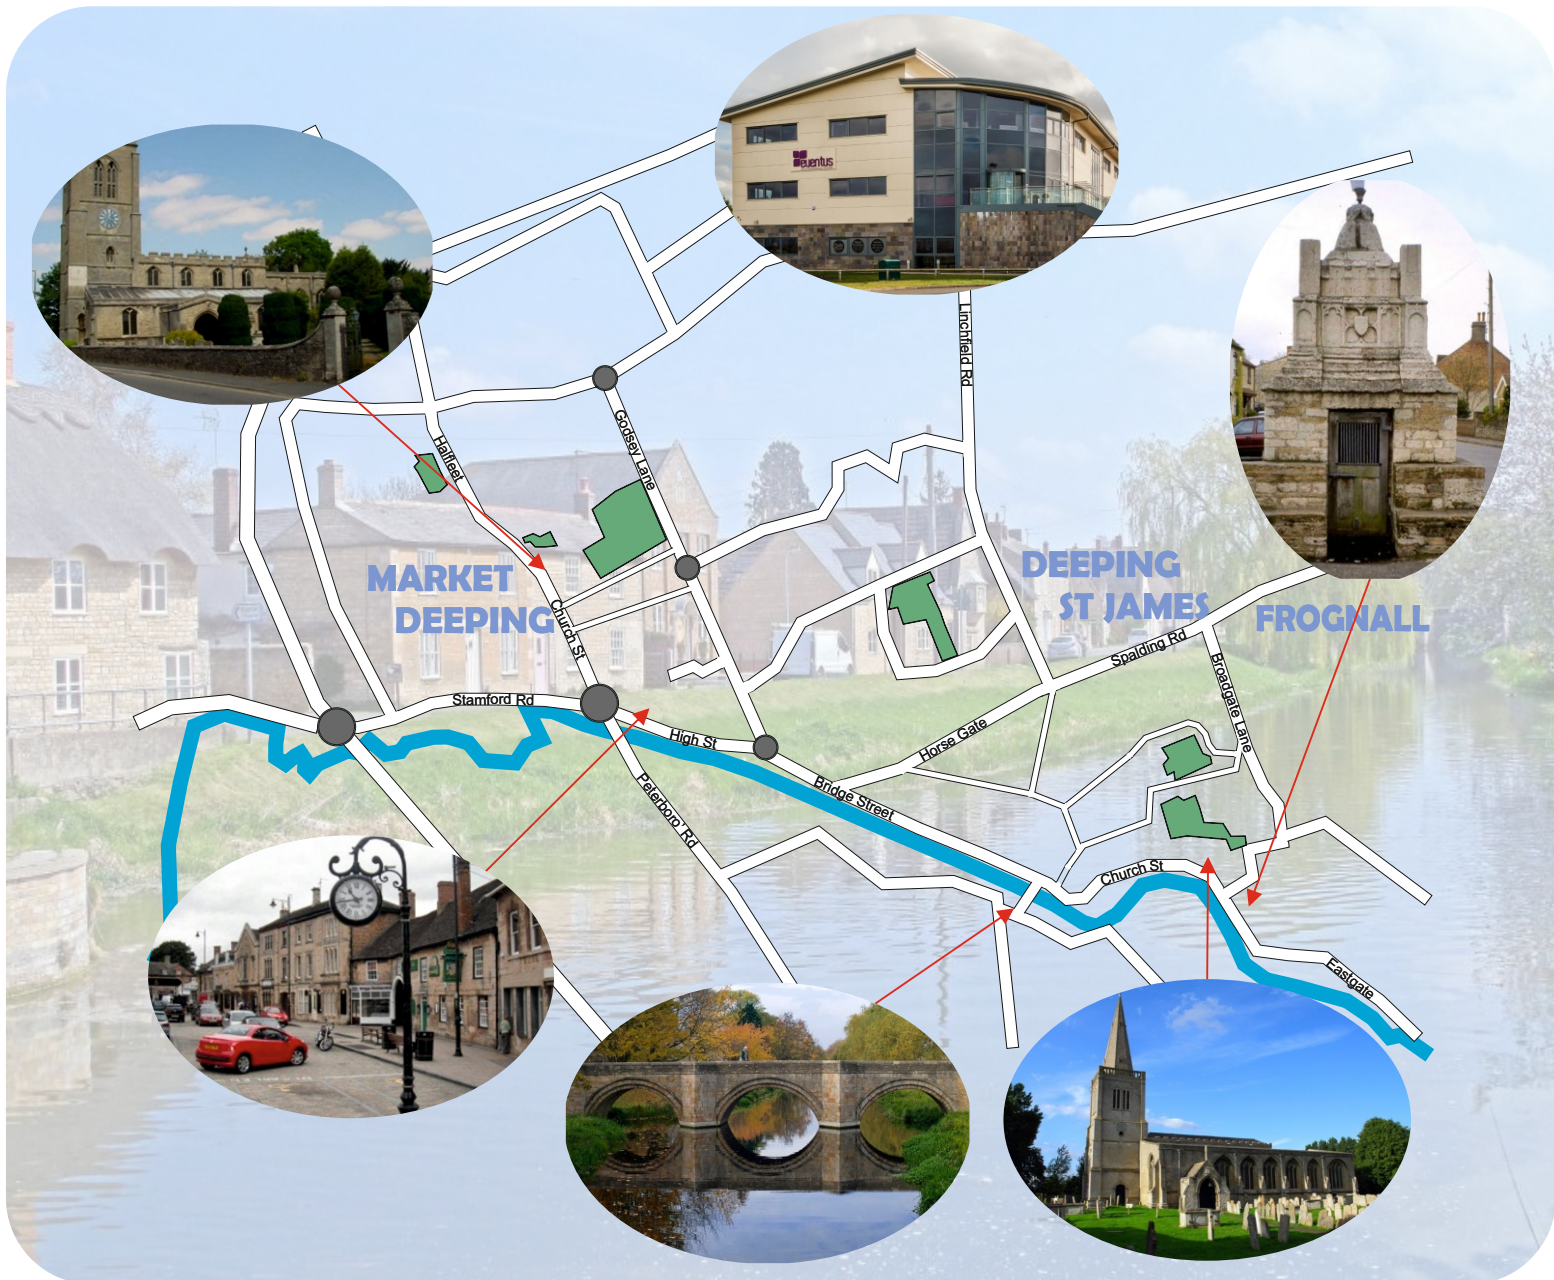 euentus
Linchfield Rd
Halfleet
Godsey Lane
MARKET
DEEPING
DEEPING
ST JAMES
FROGNALL
Church St
Spalding Rd
Broadgate Lane
Stamford Rd
High St
Horse Gate
Peterboro' Rd
Bridge Street
Church St
Eastgate